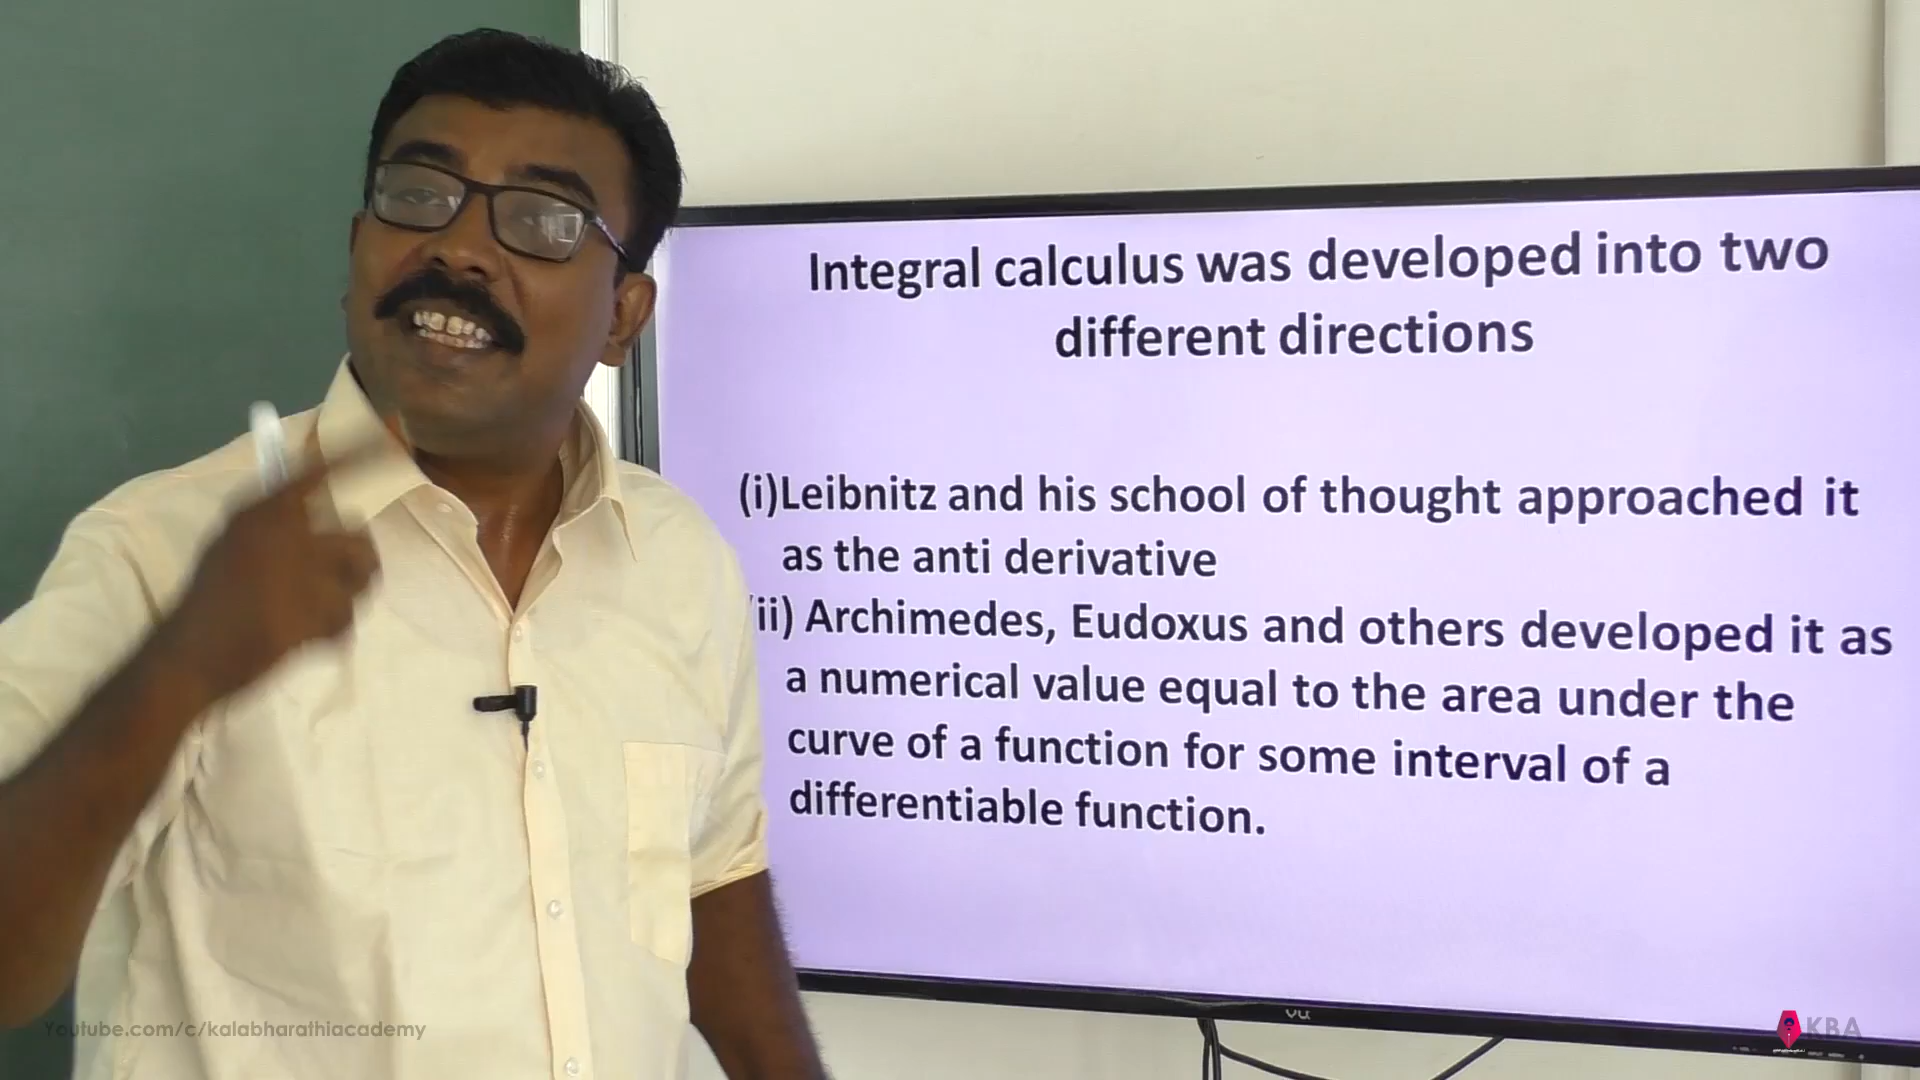 Integral calculus was developed into two
different directions
(i)Leibnitz and his school of thought approached it
as the anti derivative
ii) Archimedes, Eudoxus and others developed it as
a numerical value equal to the area under the
curve of a function for some interval of a
differentiable function.
Youtube.com/c/kalabharathiacademy
vu
KBA